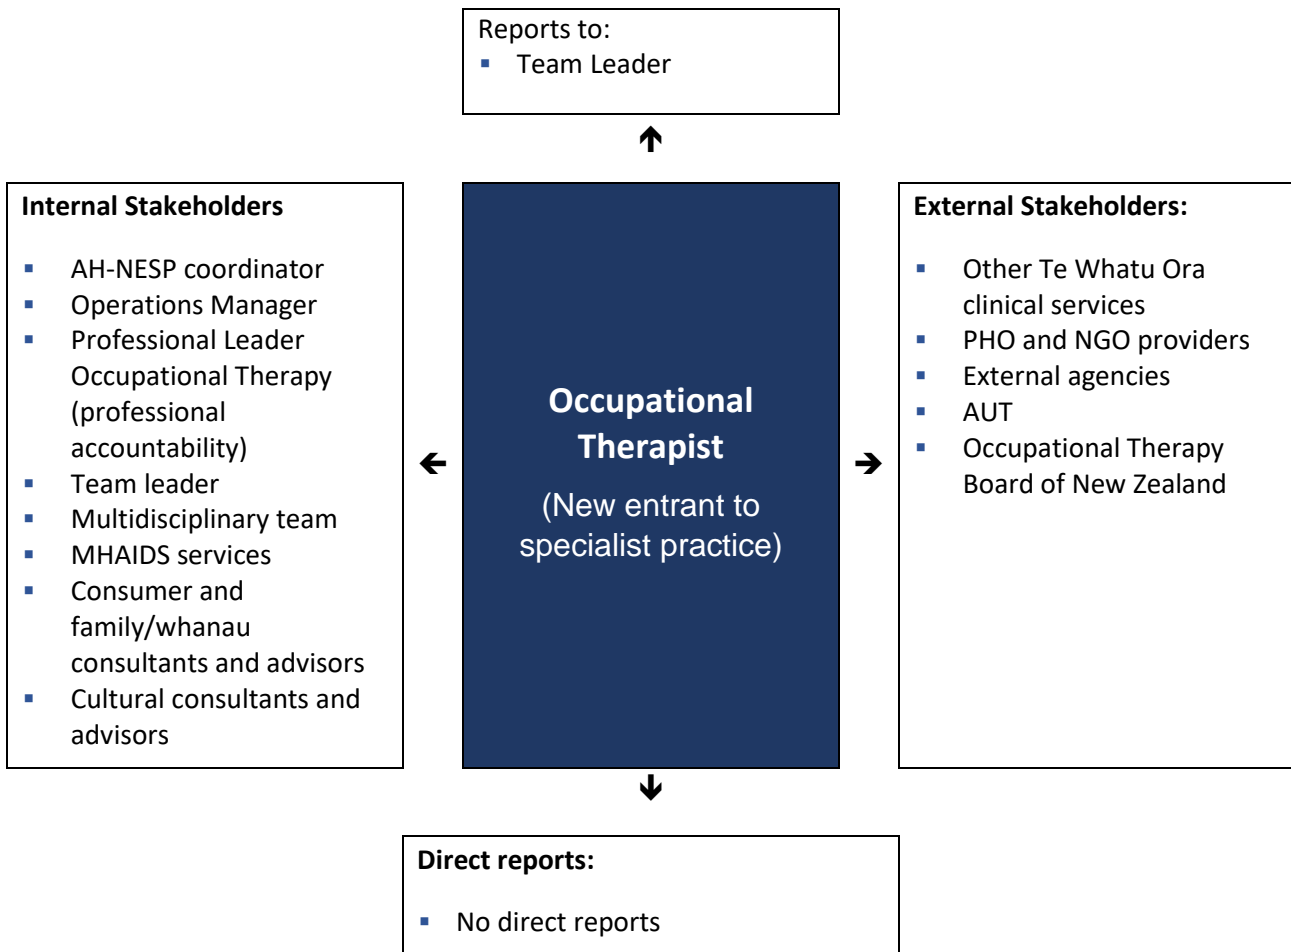 Reports to:
▪ Team Leader
Internal Stakeholders
▪ AH-NESP coordinator
▪ Operations Manager
▪ Professional Leader
Occupational Therapy
(professional
accountability)
▪ Team leader
▪ Multidisciplinary team
▪ MHAIDS services
▪ Consumer and
family/whanau
consultants and advisors
▪ Cultural consultants and
advisors
Occupational
Therapist
(New entrant to
specialist practice)
External Stakeholders:
▪ Other Te Whatu Ora
clinical services
▪ PHO and NGO providers
▪ External agencies
▪ AUT
▪ Occupational Therapy
Board of New Zealand
Direct reports:
▪ No direct reports